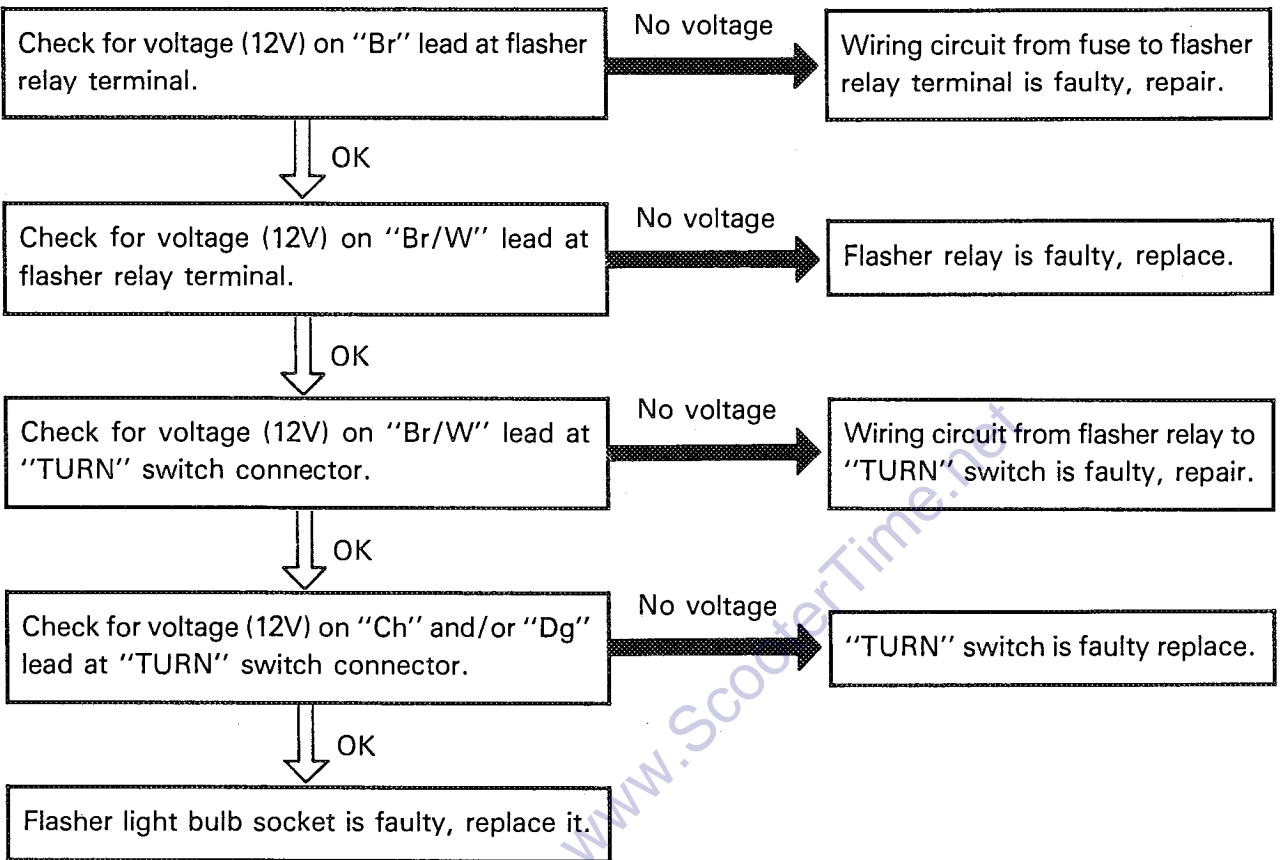 Check for voltage (12V) on "Br" lead at flasher
relay terminal.
No voltage
Wiring circuit from fuse to flasher
relay terminal is faulty, repair.
OK
Check for voltage (12V) on "Br/W" lead at
flasher relay terminal.
No voltage
Flasher relay is faulty, replace.
OK
Check for voltage (12V) on "Br/W" lead at
"TURN" switch connector.
No voltage
Wiring circuit from flasher relay to
"TURN" switch is faulty, repair.
OK
Check for voltage (12V) on "Ch" and/or "Dg"
lead at "TURN" switch connector.
No voltage
"TURN" switch is faulty replace.
OK
Flasher light bulb socket is faulty, replace it.
www.ScooterTime.net